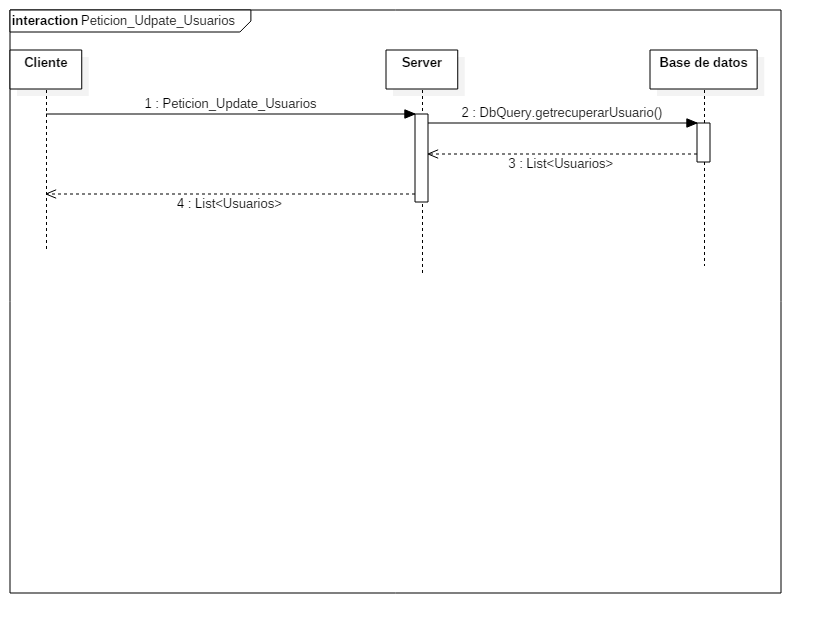 interaction Peticion_Udpate_Usuarios
Cliente
Server
Base de datos
1 : Peticion_Update_Usuarios
2 : DbQuery.getrecuperarUsuario()
3 : List<Usuarios>
4 : List<Usuarios>